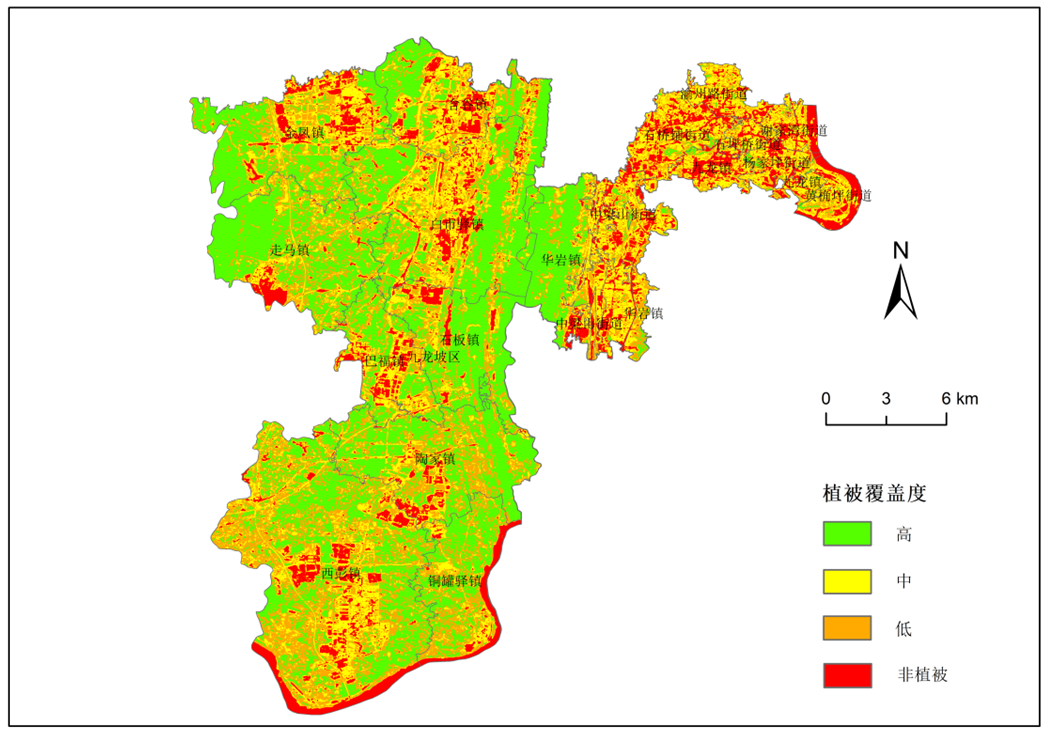 渝州路街道
含谷镇
石桥铺街道
谢家湾街道
金凤镇
石坪桥街道
杨家坪街道
九龙镇
九龙镇
黄桷坪街道
中梁山街道
白市驿镇
走马镇
华岩镇
N
华岩镇
中梁山街道
石板镇
九龙坡区
巴福镇
0 3 6 km
陶家镇
植被覆盖度
高
中
低
非植被
西彭镇
铜罐驿镇